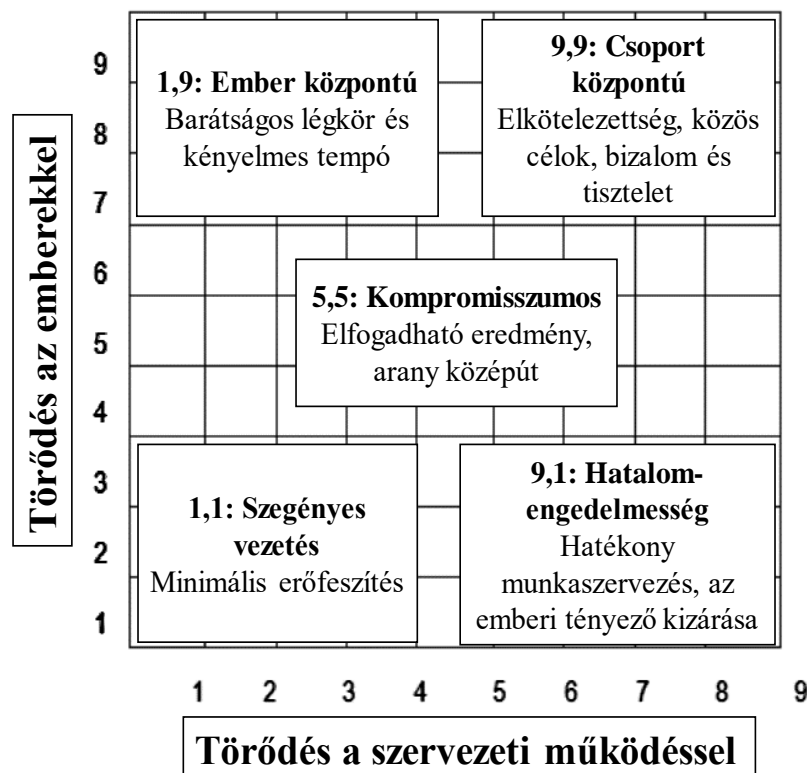 Törődés az emberekkel
9
8
7
6
5
4
3
2
1
1,9: Ember központú
Barátságos légkör és
kényelmes tempó
9,9: Csoport
központú
Elkötelezettség, közös
célok, bizalom és
tisztelet
5,5: Kompromisszumos
Elfogadható eredmény,
arany középút
1,1: Szegényes
vezetés
Minimális erőfeszítés
9,1: Hatalom-
engedelmesség
Hatékony
munkaszervezés, az
emberi tényező kizárása
1 2 3 4 5 6 7 8 9
Törődés a szervezeti működéssel